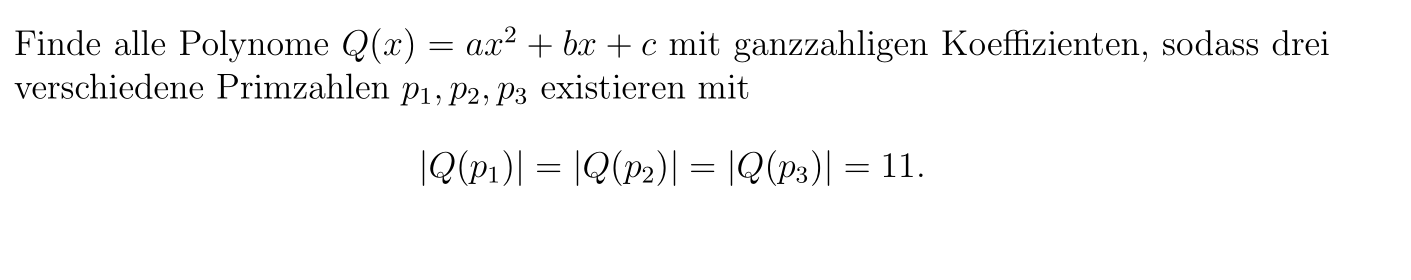 Finde alle Polynome $Q(x) = ax^2 + bx + c$ mit ganzzahligen Koeffizienten, sodass drei
verschiedene Primzahlen $p_1, p_2, p_3$ existieren mit
$|Q(p_1)| = |Q(p_2)| = |Q(p_3)| = 11.$